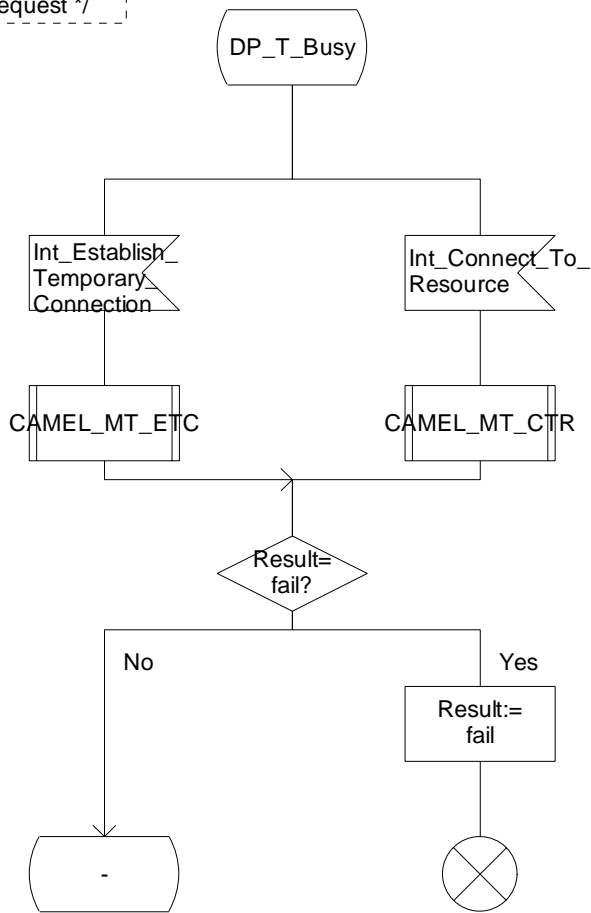 equest */
DP_T_Busy
Int_Establish_
Temporary_
Connection
Int_Connect_To_
Resource
CAMEL_MT_ETC
CAMEL_MT_CTR
Result=
fail?
No
Yes
Result:=
fail
-